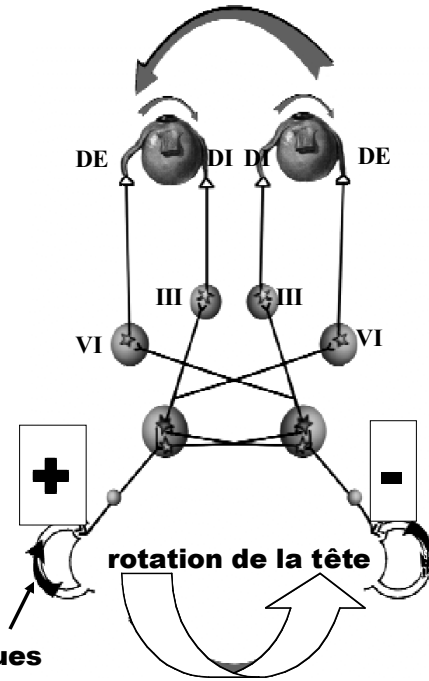 DE DI DI DE
III III
VI VI
+ -
rotation de la tête
ues